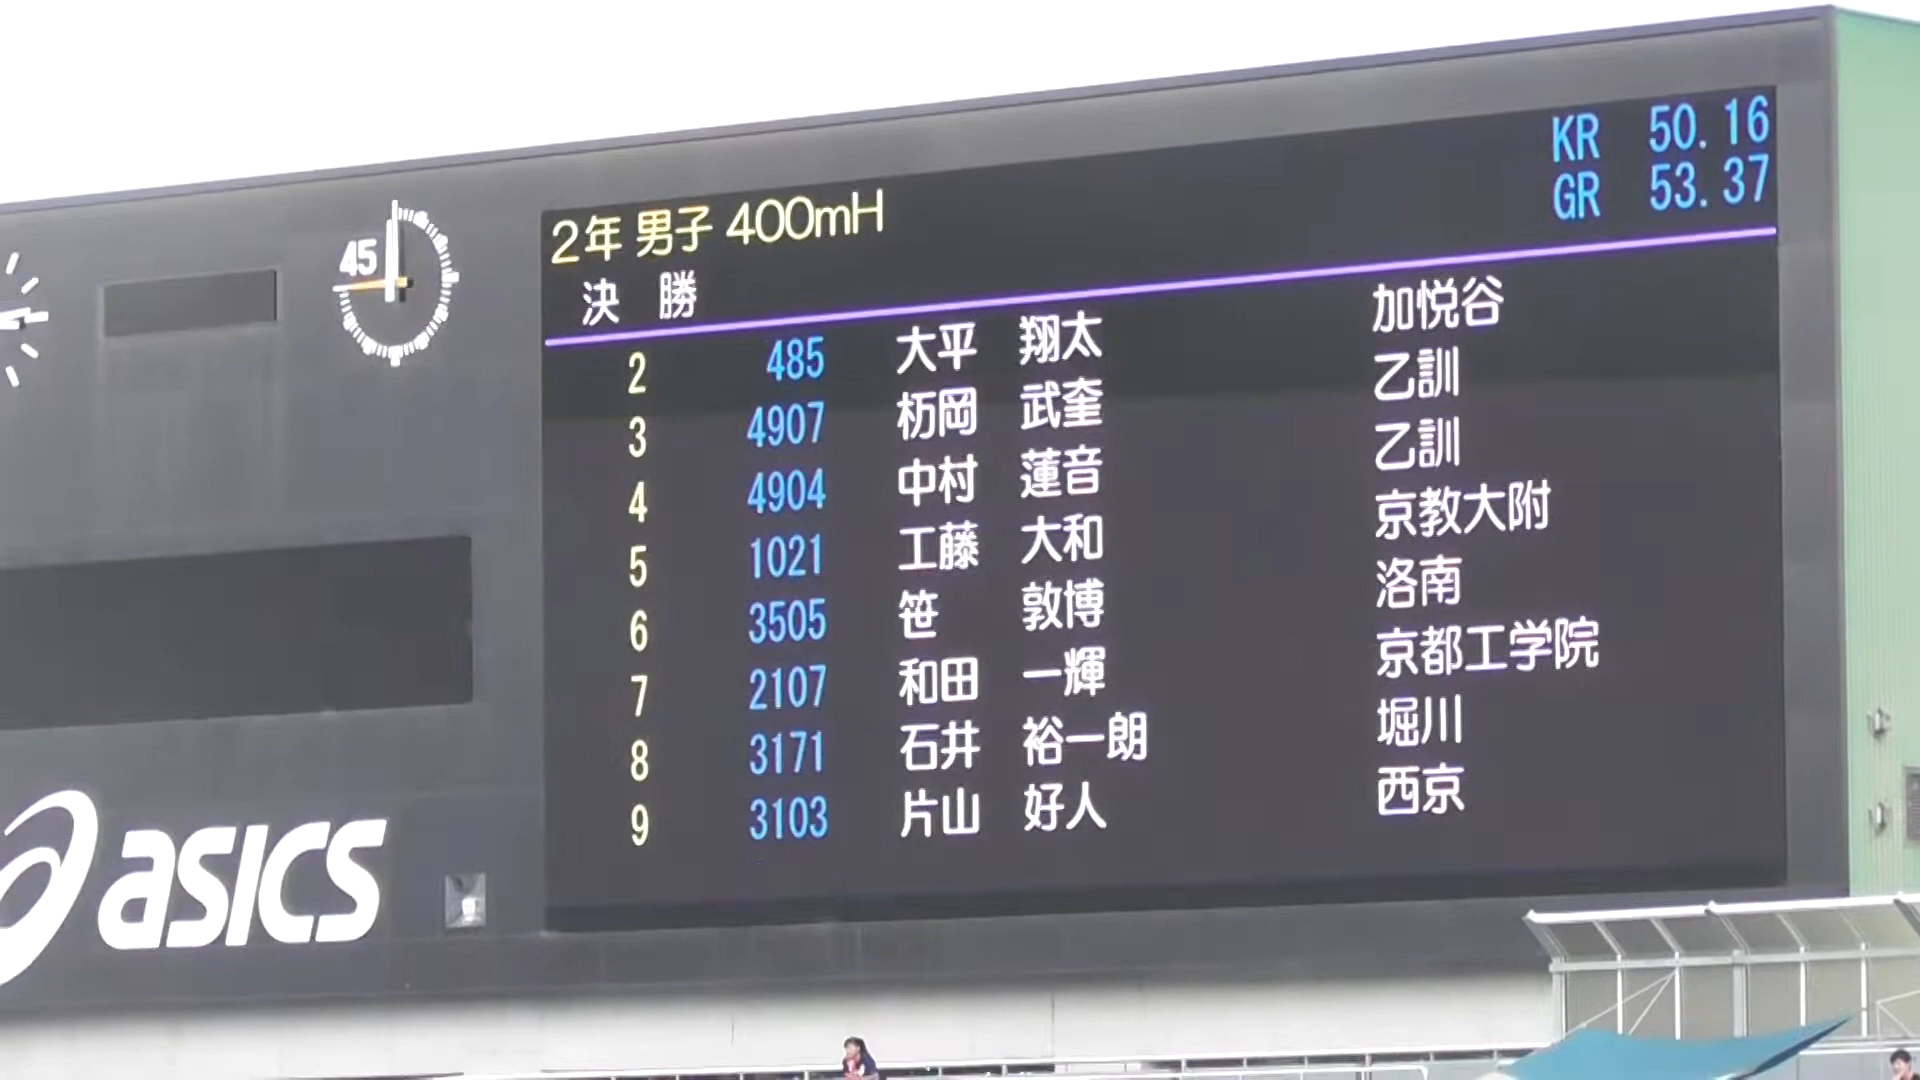 KR 50.16
GR 53.37
2年 男子 400mH
決 勝
45
2 485 大平 翔太 加悦谷
3 4907 杤岡 武奎 乙訓
4 4904 中村 蓮音 乙訓
5 1021 工藤 大和 京教大附
6 3505 笹 敦博 洛南
7 2107 和田 一輝 京都工学院
8 3171 石井 裕一朗 堀川
9 3103 片山 好人 西京
asics